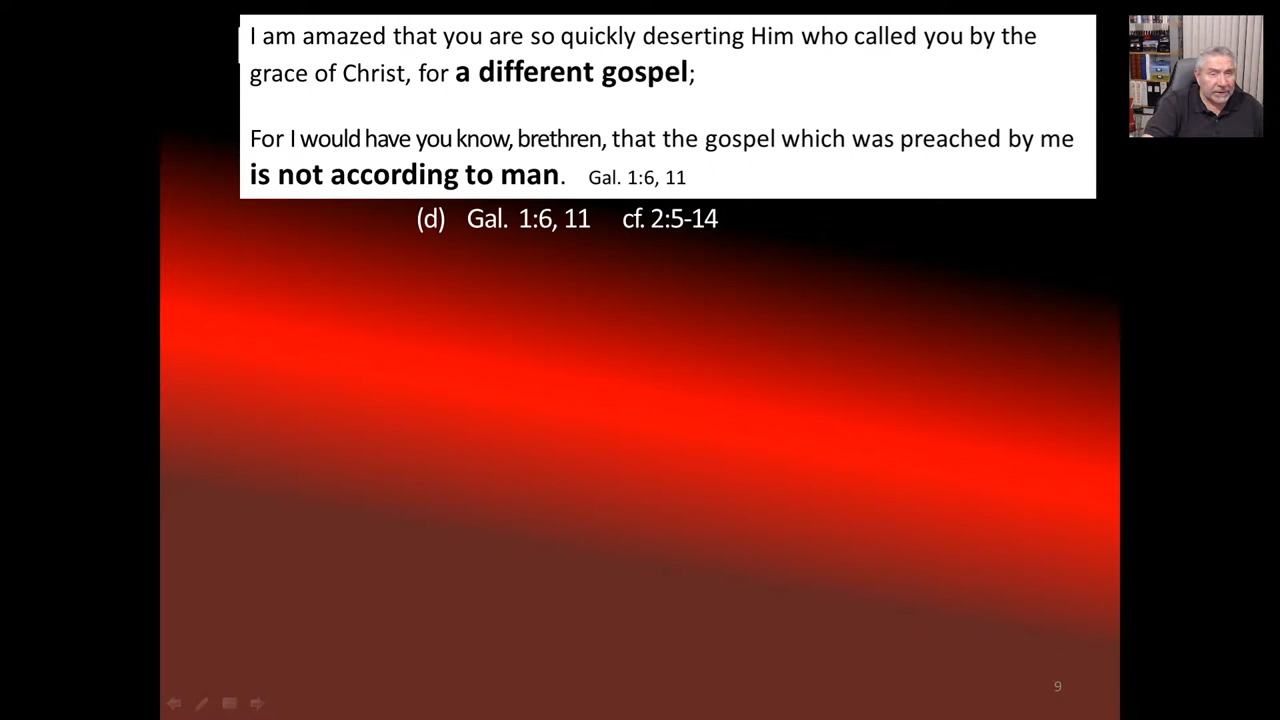 I am amazed that you are so quickly deserting Him who called you by the
grace of Christ, for a different gospel;
For I would have you know, brethren, that the gospel which was preached by me
is not according to man. Gal. 1:6, 11
(d) Gal. 1:6, 11 cf. 2:5-14
9